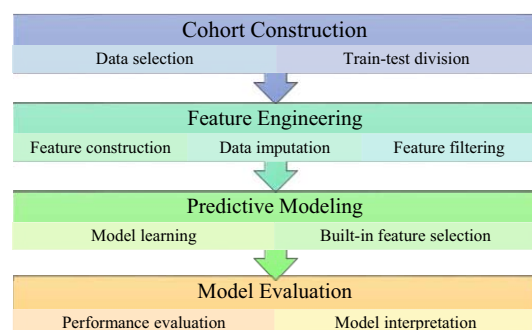 Cohort Construction
Data selection Train-test division
Feature Engineering
Feature construction Data imputation Feature filtering
Predictive Modeling
Model learning Built-in feature selection
Model Evaluation
Performance evaluation Model interpretation